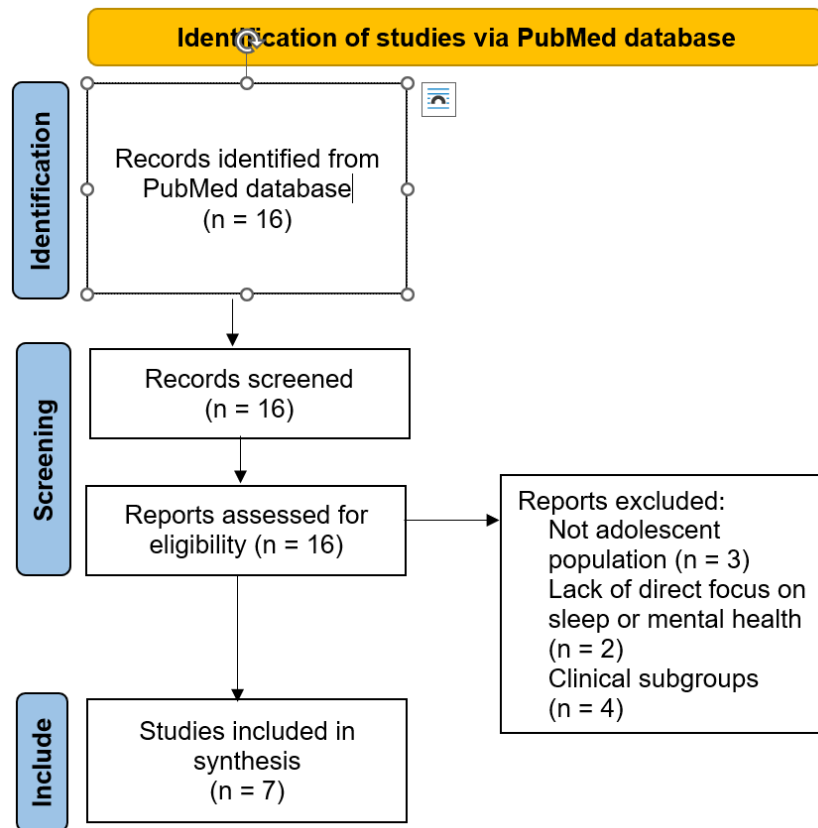 Identification of studies via PubMed database
Identification
Records identified from
PubMed database
(n = 16)
Screening
Records screened
(n = 16)
Reports assessed for
eligibility (n = 16)
Reports excluded:
Not adolescent
population (n = 3)
Lack of direct focus on
sleep or mental health
(n = 2)
Clinical subgroups
(n = 4)
Include
Studies included in
synthesis
(n = 7)